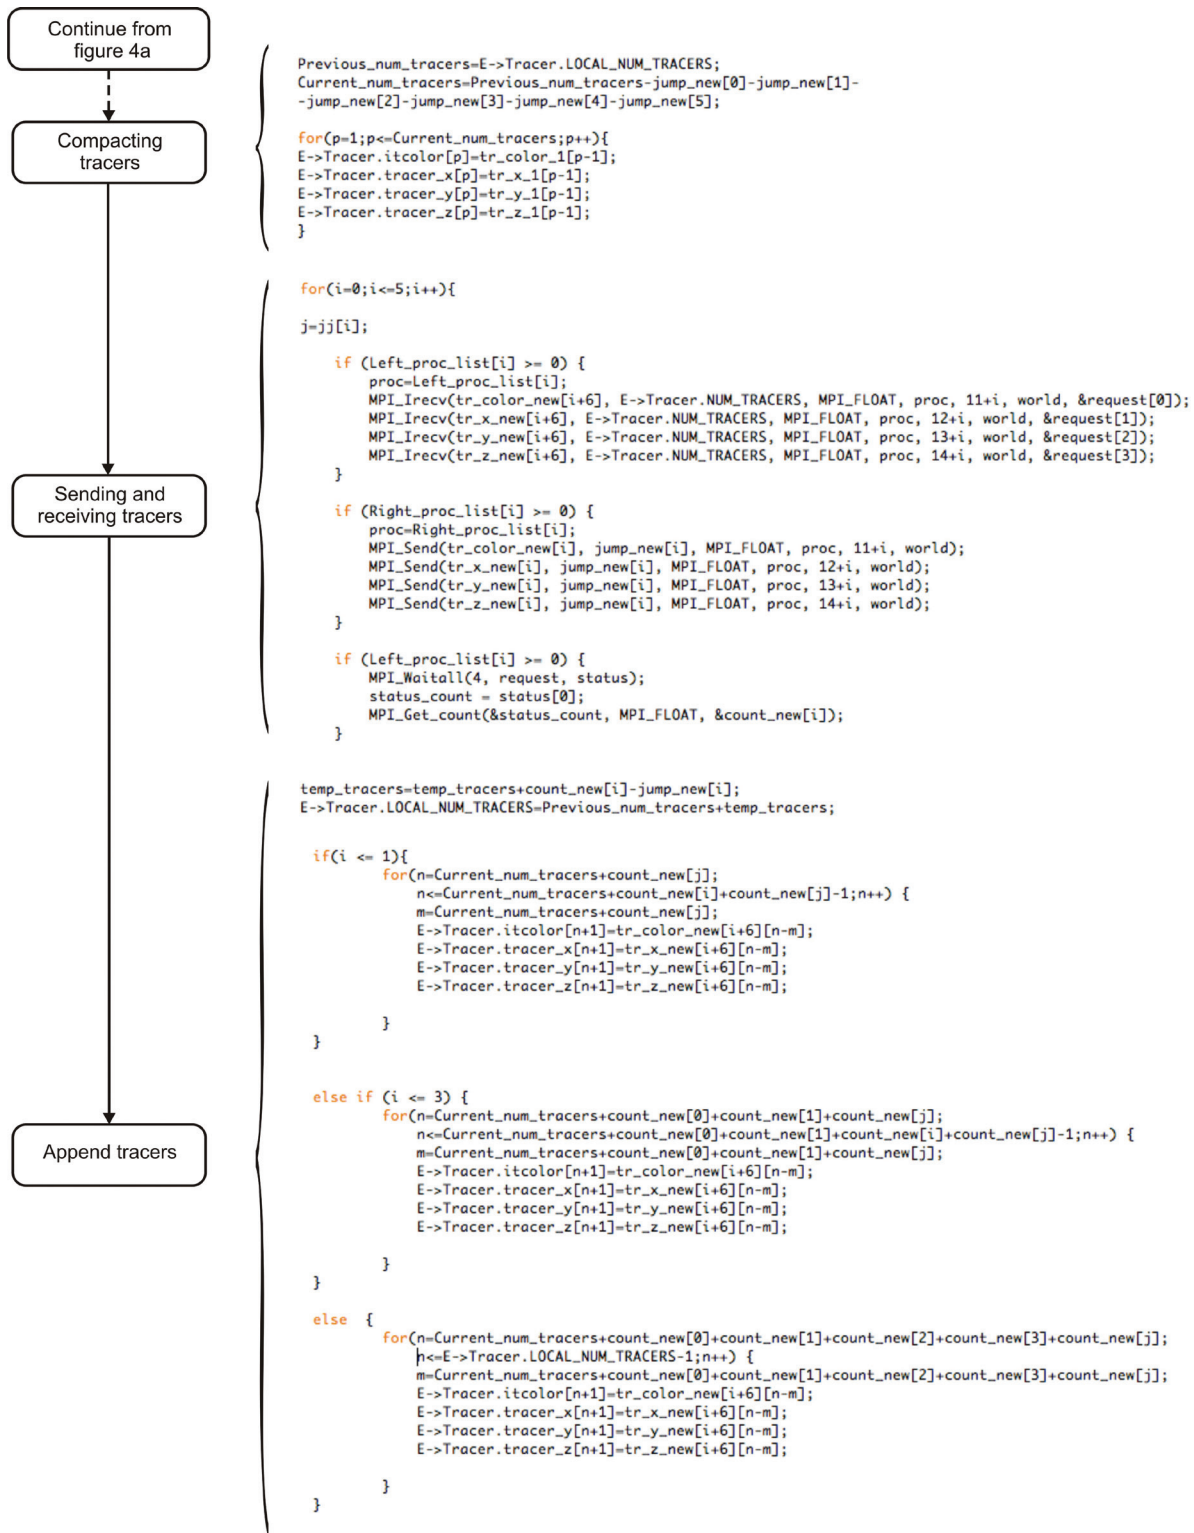 Continue from
figure 4a
Compacting
tracers
Previous_num_tracers=E->Tracer.LOCAL_NUM_TRACERS;
Current_num_tracers=Previous_num_tracers-jump_new[0]-jump_new[1]-
-jump_new[2]-jump_new[3]-jump_new[4]-jump_new[5];
for(p=1;p<=Current_num_tracers;p++){
E->Tracer.itcolor[p]=tr_color_1[p-1];
E->Tracer.tracer_x[p]=tr_x_1[p-1];
E->Tracer.tracer_y[p]=tr_y_1[p-1];
E->Tracer.tracer_z[p]=tr_z_1[p-1];
}
Sending and
receiving tracers
for(i=0;i<=5;i++){
j=jj[i];
if (Left_proc_list[i] >= 0) {
proc=Left_proc_list[i];
MPI_Irecv(tr_color_new[i+6], E->Tracer.NUM_TRACERS, MPI_FLOAT, proc, 11+i, world, &request[0]);
MPI_Irecv(tr_x_new[i+6], E->Tracer.NUM_TRACERS, MPI_FLOAT, proc, 12+i, world, &request[1]);
MPI_Irecv(tr_y_new[i+6], E->Tracer.NUM_TRACERS, MPI_FLOAT, proc, 13+i, world, &request[2]);
MPI_Irecv(tr_z_new[i+6], E->Tracer.NUM_TRACERS, MPI_FLOAT, proc, 14+i, world, &request[3]);
}
if (Right_proc_list[i] >= 0) {
proc=Right_proc_list[i];
MPI_Send(tr_color_new[i], jump_new[i], MPI_FLOAT, proc, 11+i, world);
MPI_Send(tr_x_new[i], jump_new[i], MPI_FLOAT, proc, 12+i, world);
MPI_Send(tr_y_new[i], jump_new[i], MPI_FLOAT, proc, 13+i, world);
MPI_Send(tr_z_new[i], jump_new[i], MPI_FLOAT, proc, 14+i, world);
}
if (Left_proc_list[i] >= 0) {
MPI_Waitall(4, request, status);
status_count = status[0];
MPI_Get_count(&status_count, MPI_FLOAT, &count_new[i]);
}
Append tracers
temp_tracers=temp_tracers+count_new[i]-jump_new[i];
E->Tracer.LOCAL_NUM_TRACERS=Previous_num_tracers+temp_tracers;
if(i <= 1){
for(n=Current_num_tracers+count_new[j];
n<=Current_num_tracers+count_new[i]+count_new[j]-1;n++) {
m=Current_num_tracers+count_new[j];
E->Tracer.itcolor[n+1]=tr_color_new[i+6][n-m];
E->Tracer.tracer_x[n+1]=tr_x_new[i+6][n-m];
E->Tracer.tracer_y[n+1]=tr_y_new[i+6][n-m];
E->Tracer.tracer_z[n+1]=tr_z_new[i+6][n-m];
}
}
else if (i <= 3) {
for(n=Current_num_tracers+count_new[0]+count_new[1]+count_new[j];
n<=Current_num_tracers+count_new[0]+count_new[1]+count_new[i]+count_new[j]-1;n++) {
m=Current_num_tracers+count_new[0]+count_new[1]+count_new[j];
E->Tracer.itcolor[n+1]=tr_color_new[i+6][n-m];
E->Tracer.tracer_x[n+1]=tr_x_new[i+6][n-m];
E->Tracer.tracer_y[n+1]=tr_y_new[i+6][n-m];
E->Tracer.tracer_z[n+1]=tr_z_new[i+6][n-m];
}
}
else {
for(n=Current_num_tracers+count_new[0]+count_new[1]+count_new[2]+count_new[3]+count_new[j];
n<=E->Tracer.LOCAL_NUM_TRACERS-1;n++) {
m=Current_num_tracers+count_new[0]+count_new[1]+count_new[2]+count_new[3]+count_new[j];
E->Tracer.itcolor[n+1]=tr_color_new[i+6][n-m];
E->Tracer.tracer_x[n+1]=tr_x_new[i+6][n-m];
E->Tracer.tracer_y[n+1]=tr_y_new[i+6][n-m];
E->Tracer.tracer_z[n+1]=tr_z_new[i+6][n-m];
}
}